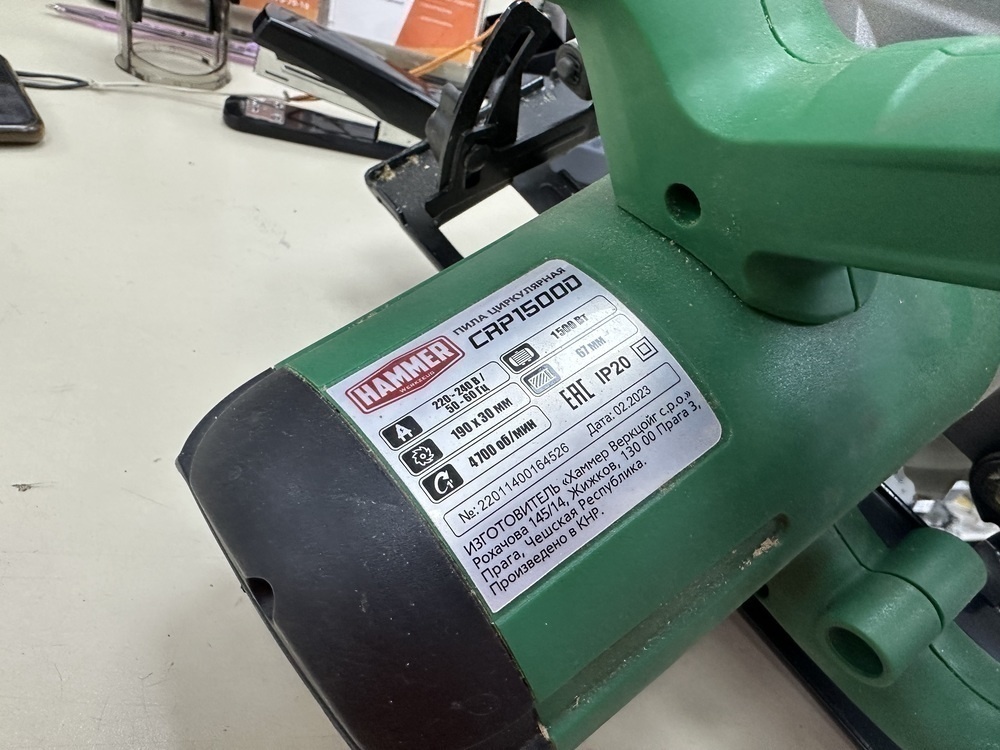 ПИЛА ЦИРКУЛЯРНАЯ
CRP1500D
HAMMER
WERKZEUG
220-240 В /
50-60 Гц
1500 Вт
190 x 30 мм
67 мм
4700 об/мин
EAC IP20
№: 22011400164526 Дата: 02.2023
ИЗГОТОВИТЕЛЬ «Хаммер Веркцойг с.р.о.»
Рохачова 145/14, Жижков, 130 00 Прага 3,
Прага, Чешская Республика.
Произведено в КНР.